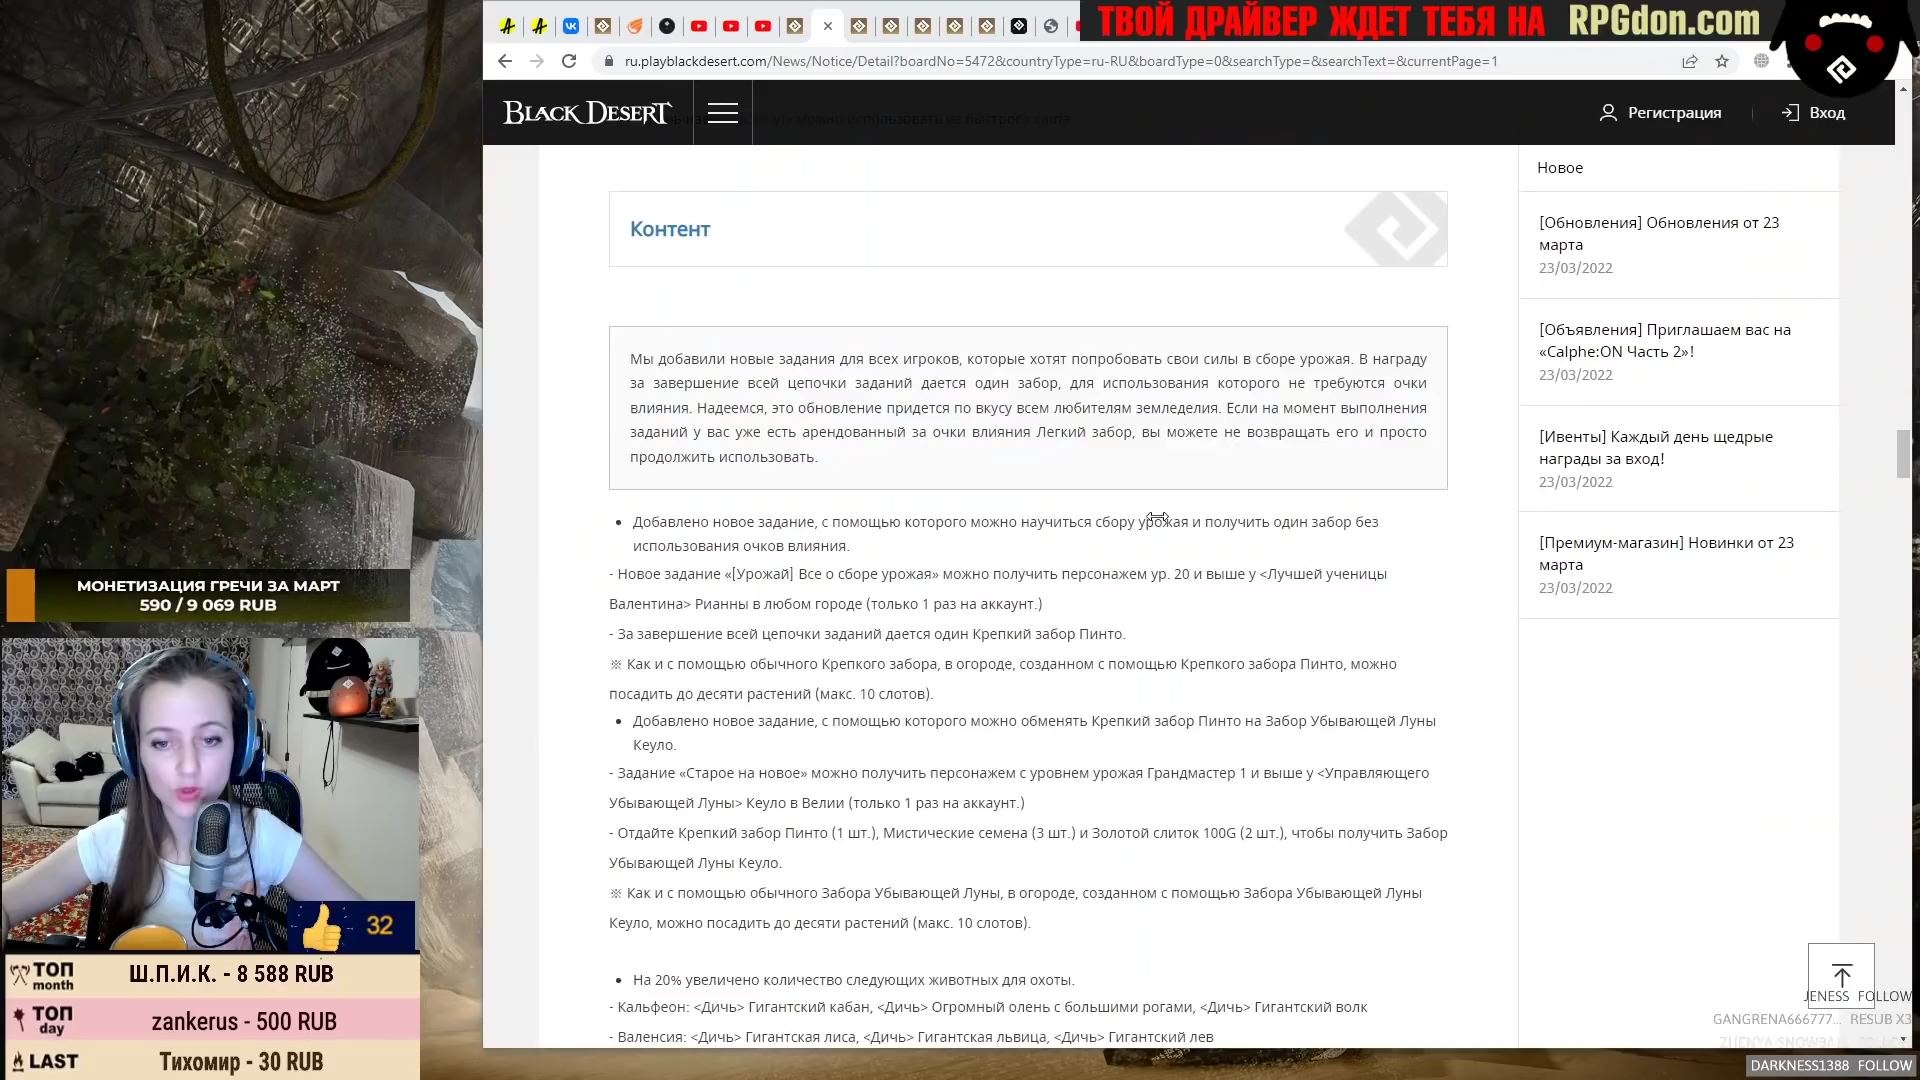 ТВОЙ ДРАЙВЕР ЖДЕТ ТЕБЯ НА RPGdon.com
ru.playblackdesert.com/News/Notice/Detail?boardNo=5472&countryType=ru-RU&boardType=0&searchType=&searchText=&currentPage=1
BLACK DESERT
Регистрация
Вход
Контент
Мы добавили новые задания для всех игроков, которые хотят попробовать свои силы в сборе урожая. В награду
за завершение всей цепочки заданий дается один забор, для использования которого не требуются очки
влияния. Надеемся, это обновление придется по вкусу всем любителям земледелия. Если на момент выполнения
заданий у вас уже есть арендованный за очки влияния Легкий забор, вы можете не возвращать его и просто
продолжить использовать.
• Добавлено новое задание, с помощью которого можно научиться сбору урожая и получить один забор без
использования очков влияния.
- Новое задание «[Урожай] Все о сборе урожая» можно получить персонажем ур. 20 и выше у <Лучшей ученицы
Валентина> Рианны в любом городе (только 1 раз на аккаунт.)
- За завершение всей цепочки заданий дается один Крепкий забор Пинто.
※ Как и с помощью обычного Крепкого забора, в огороде, созданном с помощью Крепкого забора Пинто, можно
посадить до десяти растений (макс. 10 слотов).
• Добавлено новое задание, с помощью которого можно обменять Крепкий забор Пинто на Забор Убывающей Луны
Кеуло.
- Задание «Старое на новое» можно получить персонажем с уровнем урожая Грандмастер 1 и выше у <Управляющего
Убывающей Луны> Кеуло в Велии (только 1 раз на аккаунт.)
- Отдайте Крепкий забор Пинто (1 шт.), Мистические семена (3 шт.) и Золотой слиток 100G (2 шт.), чтобы получить Забор
Убывающей Луны Кеуло.
※ Как и с помощью обычного Забора Убывающей Луны, в огороде, созданном с помощью Забора Убывающей Луны
Кеуло, можно посадить до десяти растений (макс. 10 слотов).
• На 20% увеличено количество следующих животных для охоты.
- Кальфеон: <Дичь> Гигантский кабан, <Дичь> Огромный олень с большими рогами, <Дичь> Гигантский волк
- Валенсия: <Дичь> Гигантская лиса, <Дичь> Гигантская львица, <Дичь> Гигантский лев
Новое
[Обновления] Обновления от 23
марта
23/03/2022
[Объявления] Приглашаем вас на
«Calphe:ON Часть 2»!
23/03/2022
[Ивенты] Каждый день щедрые
награды за вход!
23/03/2022
[Премиум-магазин] Новинки от 23
марта
23/03/2022
МОНЕТИЗАЦИЯ ГРЕЧИ ЗА МАРТ
590 / 9 069 RUB
32
ТОП month Ш.П.И.К. - 8 588 RUB
ТОП day zankerus - 500 RUB
LAST Тихомир - 30 RUB
JENESS FOLLOW
GANGRENA666777... RESUB X3
DARKNESS1388 FOLLOW